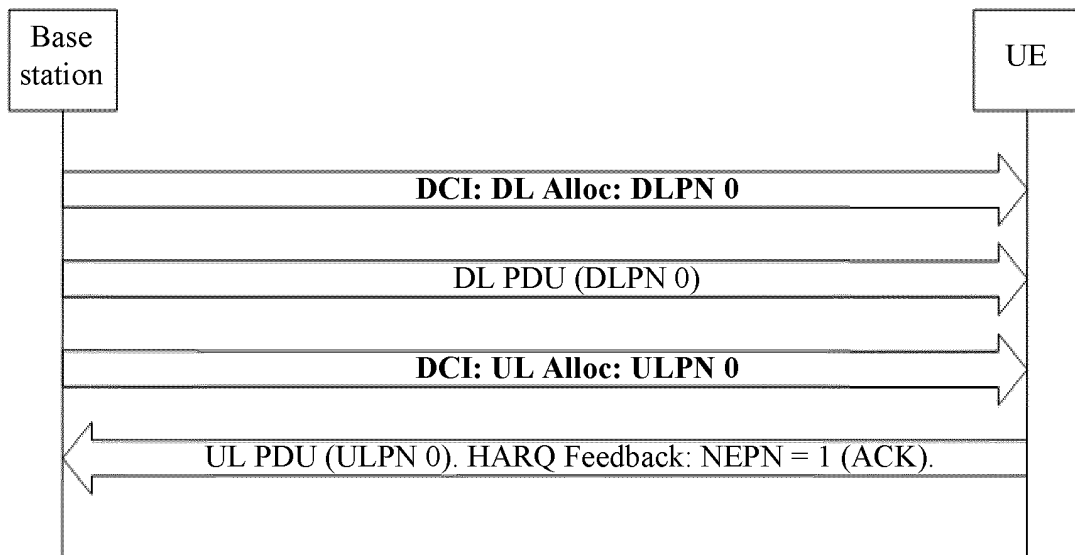 Base
station
UE
DCI: DL Alloc: DLPN 0
DL PDU (DLPN 0)
DCI: UL Alloc: ULPN 0
UL PDU (ULPN 0). HARQ Feedback: NEPN = 1 (ACK).